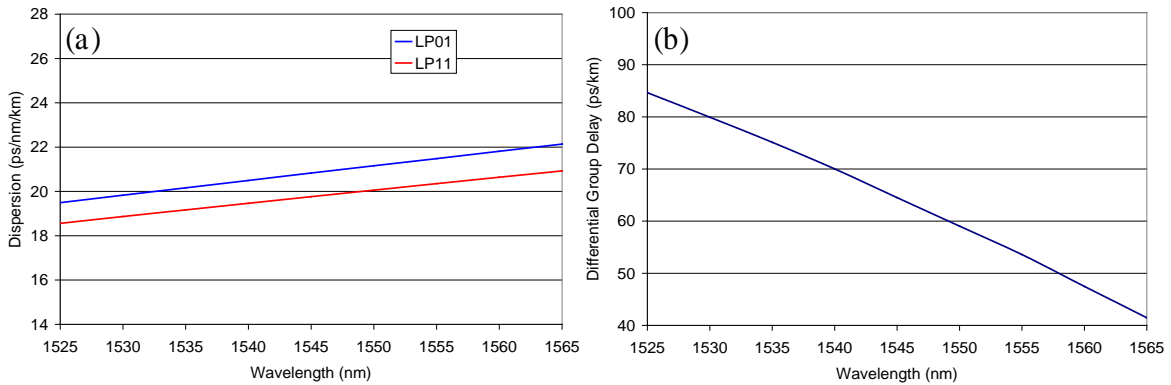 (a)
LP01
LP11
Dispersion (ps/nm/km)
28
26
24
22
20
18
16
14
1525 1530 1535 1540 1545 1550 1555 1560 1565
Wavelength (nm)
(b)
Differential Group Delay (ps/km)
100
90
80
70
60
50
40
1525 1530 1535 1540 1545 1550 1555 1560 1565
Wavelength (nm)